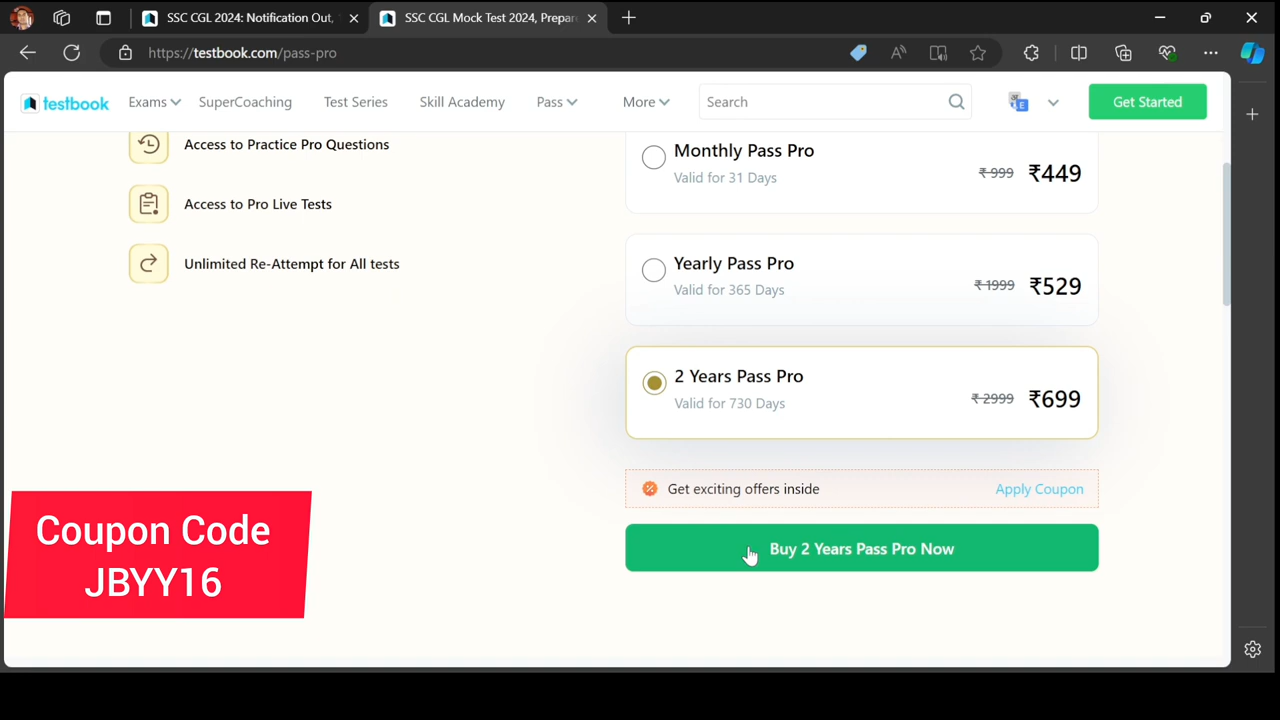 SSC CGL 2024: Notification Out,
SSC CGL Mock Test 2024, Prepar
https://testbook.com/pass-pro
testbook
Exams
SuperCoaching
Test Series
Skill Academy
Pass
More
Search
E
Get Started
Access to Practice Pro Questions
Access to Pro Live Tests
Unlimited Re-Attempt for All tests
Monthly Pass Pro
Valid for 31 Days
₹ 999 ₹449
Yearly Pass Pro
Valid for 365 Days
₹ 1999 ₹529
2 Years Pass Pro
Valid for 730 Days
₹ 2999 ₹699
Get exciting offers inside
Apply Coupon
Buy 2 Years Pass Pro Now
Coupon Code
JBYY16